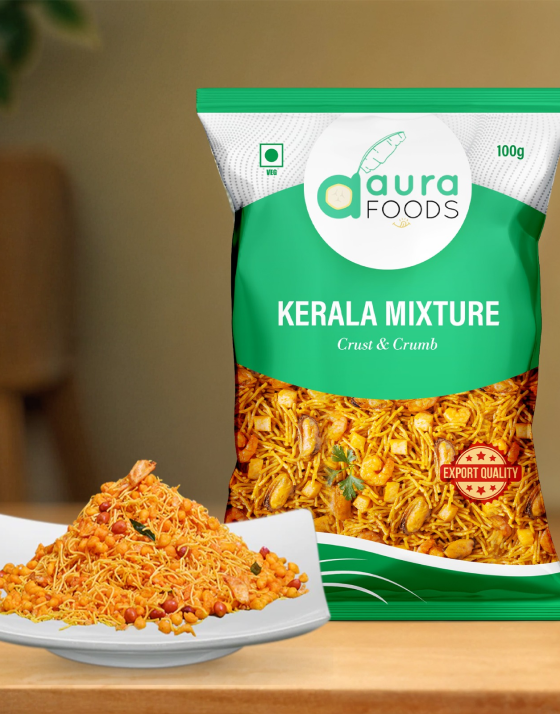 VEG
100g
aura
FOODS
KERALA MIXTURE
Crust & Crumb
EXPORT QUALITY